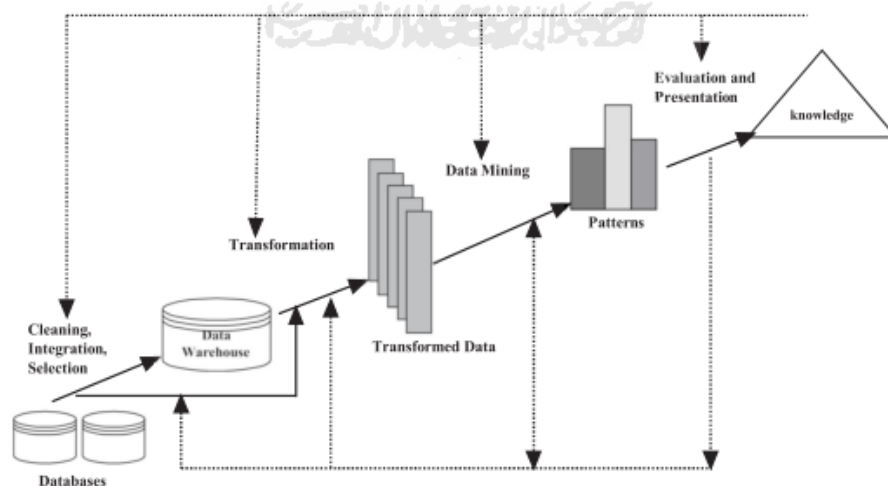 Evaluation and
Presentation
knowledge
Data Mining
Patterns
Transformation
Transformed Data
Data
Warehouse
Cleaning,
Integration,
Selection
Databases